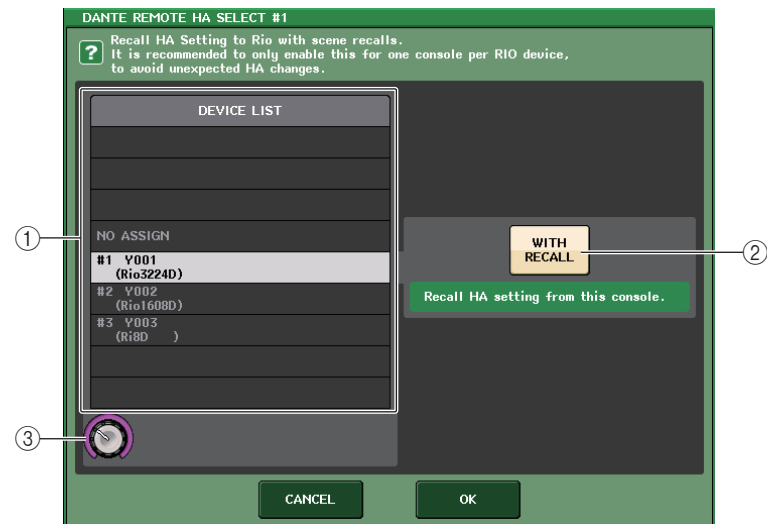 DANTE REMOTE HA SELECT #1
? Recall HA Setting to Rio with scene recalls.
It is recommended to only enable this for one console per RIO device,
to avoid unexpected HA changes.
DEVICE LIST
NO ASSIGN
#1 Y001
(Rio3224D)
#2 Y002
(Rio1608D)
#3 Y003
(Ri8D )
①
WITH
RECALL
②
Recall HA setting from this console.
③
CANCEL
OK